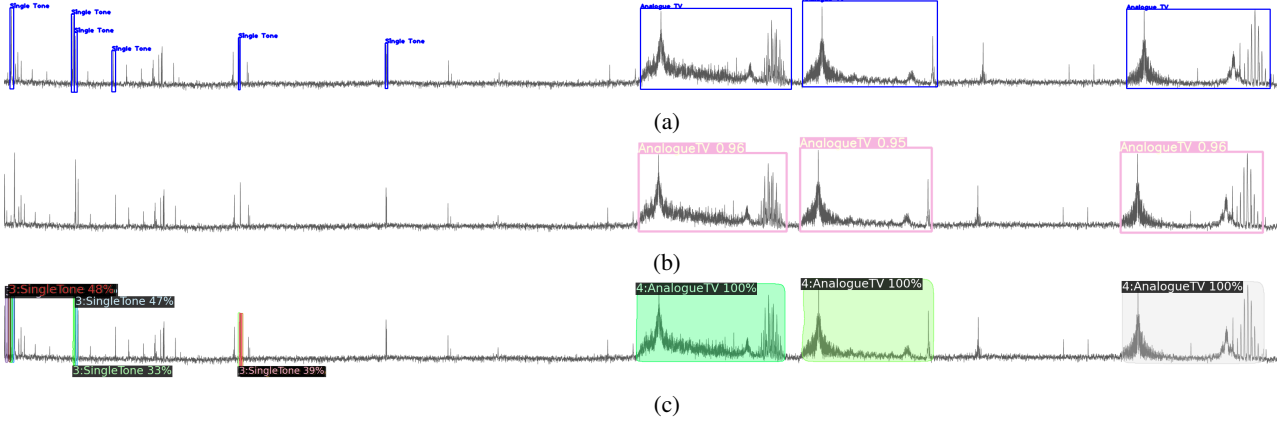 Single Tone
Single Tone
Single Tone
Single Tone
Single Tone
Single Tone
Analogue TV
Analogue TV
Analogue TV
(a)
AnalogueTV 0.96
AnalogueTV 0.95
AnalogueTV 0.96
(b)
3:SingleTone 48%
3:SingleTone 47%
4:AnalogueTV 100%
4:AnalogueTV 100%
4:AnalogueTV 100%
3:SingleTone 33%
3:SingleTone 39%
(c)